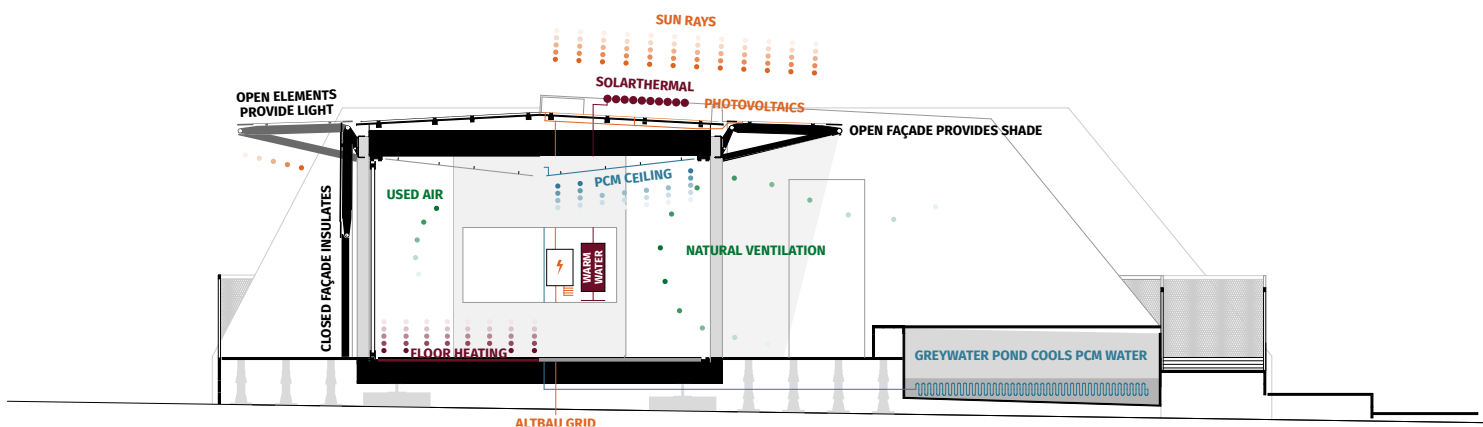 SUN RAYS
SOLARTHERMAL
PHOTOVOLTAICS
OPEN ELEMENTS
PROVIDE LIGHT
OPEN FAÇADE PROVIDES SHADE
PCM CEILING
USED AIR
CLOSED FAÇADE INSULATES
NATURAL VENTILATION
WARM
WATER
FLOOR HEATING
GREYWATER POND COOLS PCM WATER
ALTBAU GRID